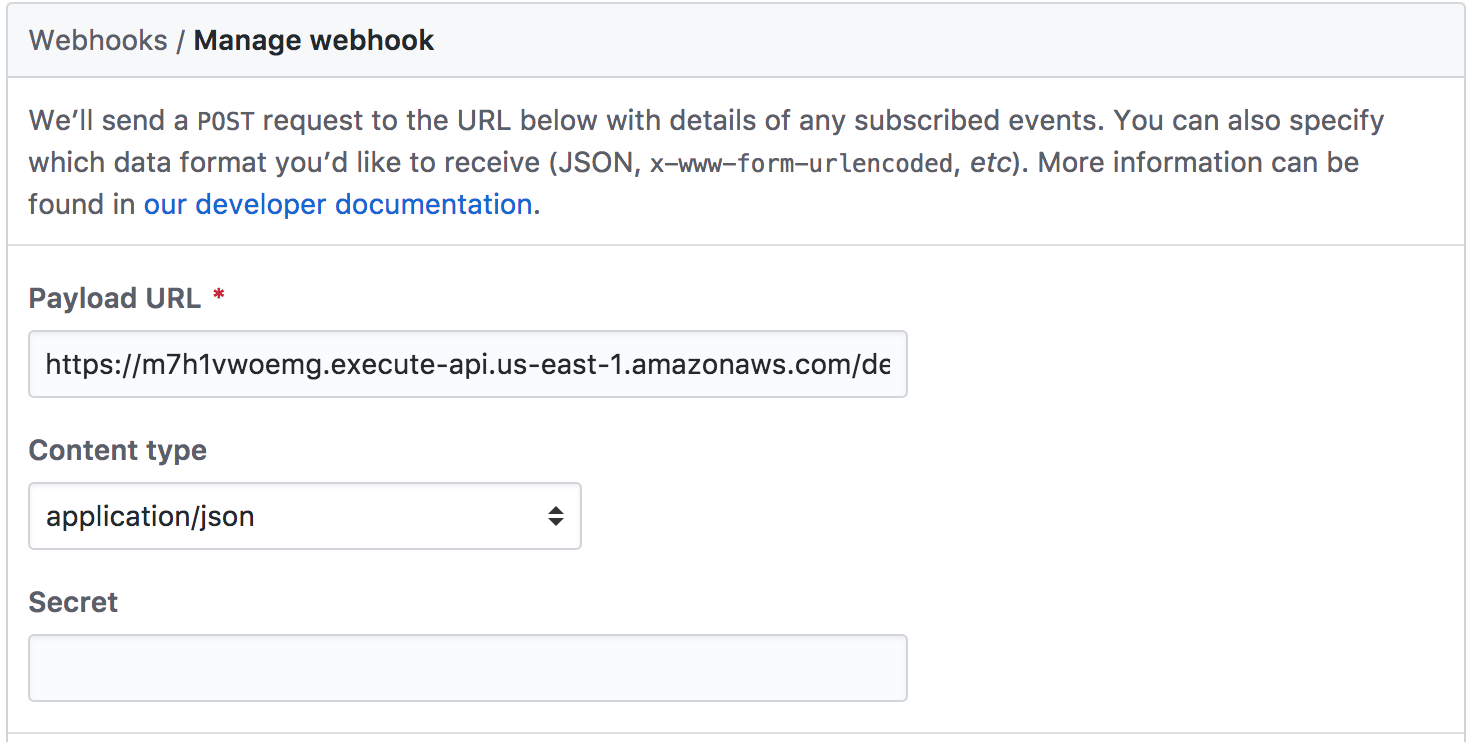 Webhooks / Manage webhook
We’ll send a POST request to the URL below with details of any subscribed events. You can also specify
which data format you’d like to receive (JSON, x-www-form-urlencoded, etc). More information can be
found in our developer documentation.
Payload URL *
https://m7h1vwoemg.execute-api.us-east-1.amazonaws.com/de
Content type
application/json
Secret